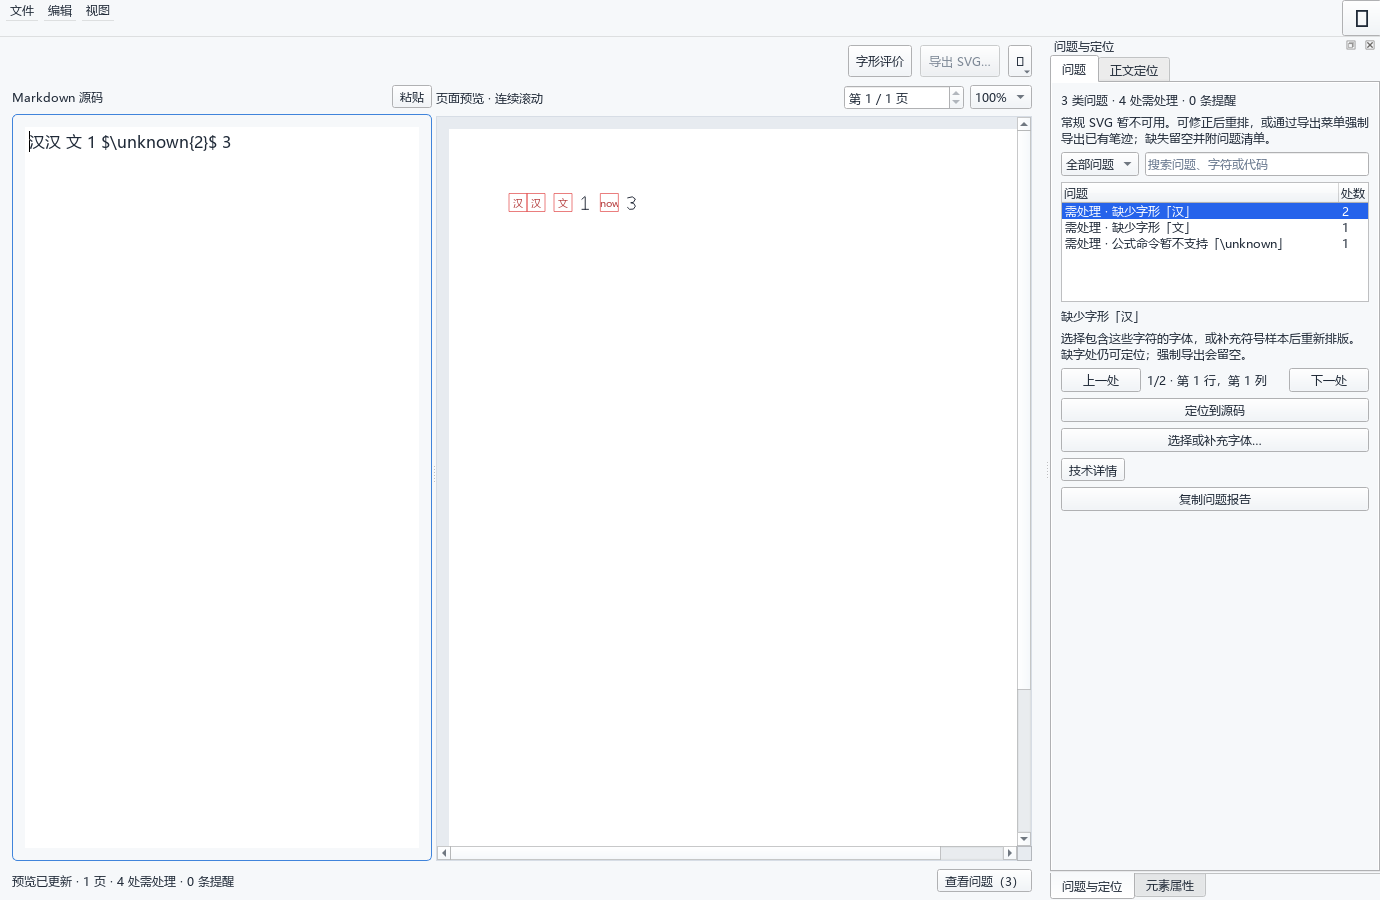 文件 编辑 视图
字形评价 导出 SVG...
Markdown 源码 粘贴
汉汉 文 1 $\unknown{2}$ 3
页面预览 · 连续滚动 第 1 / 1 页 100%
汉 汉 文 1 now 3
预览已更新 · 1 页 · 4 处需处理 · 0 条提醒 查看问题（3）
问题与定位
问题 正文定位
3 类问题 · 4 处需处理 · 0 条提醒
常规 SVG 暂不可用。可修正后重排，或通过导出菜单强制
导出已有笔迹；缺失留空并附问题清单。
全部问题 搜索问题、字符或代码
问题 处数
需处理 · 缺少字形「汉」 2
需处理 · 缺少字形「文」 1
需处理 · 公式命令暂不支持「\unknown」 1
缺少字形「汉」
选择包含这些字符的字体，或补充符号样本后重新排版。
缺字处仍可定位；强制导出会留空。
上一处 1/2 · 第 1 行，第 1 列 下一处
定位到源码
选择或补充字体...
技术详情
复制问题报告
问题与定位 元素属性